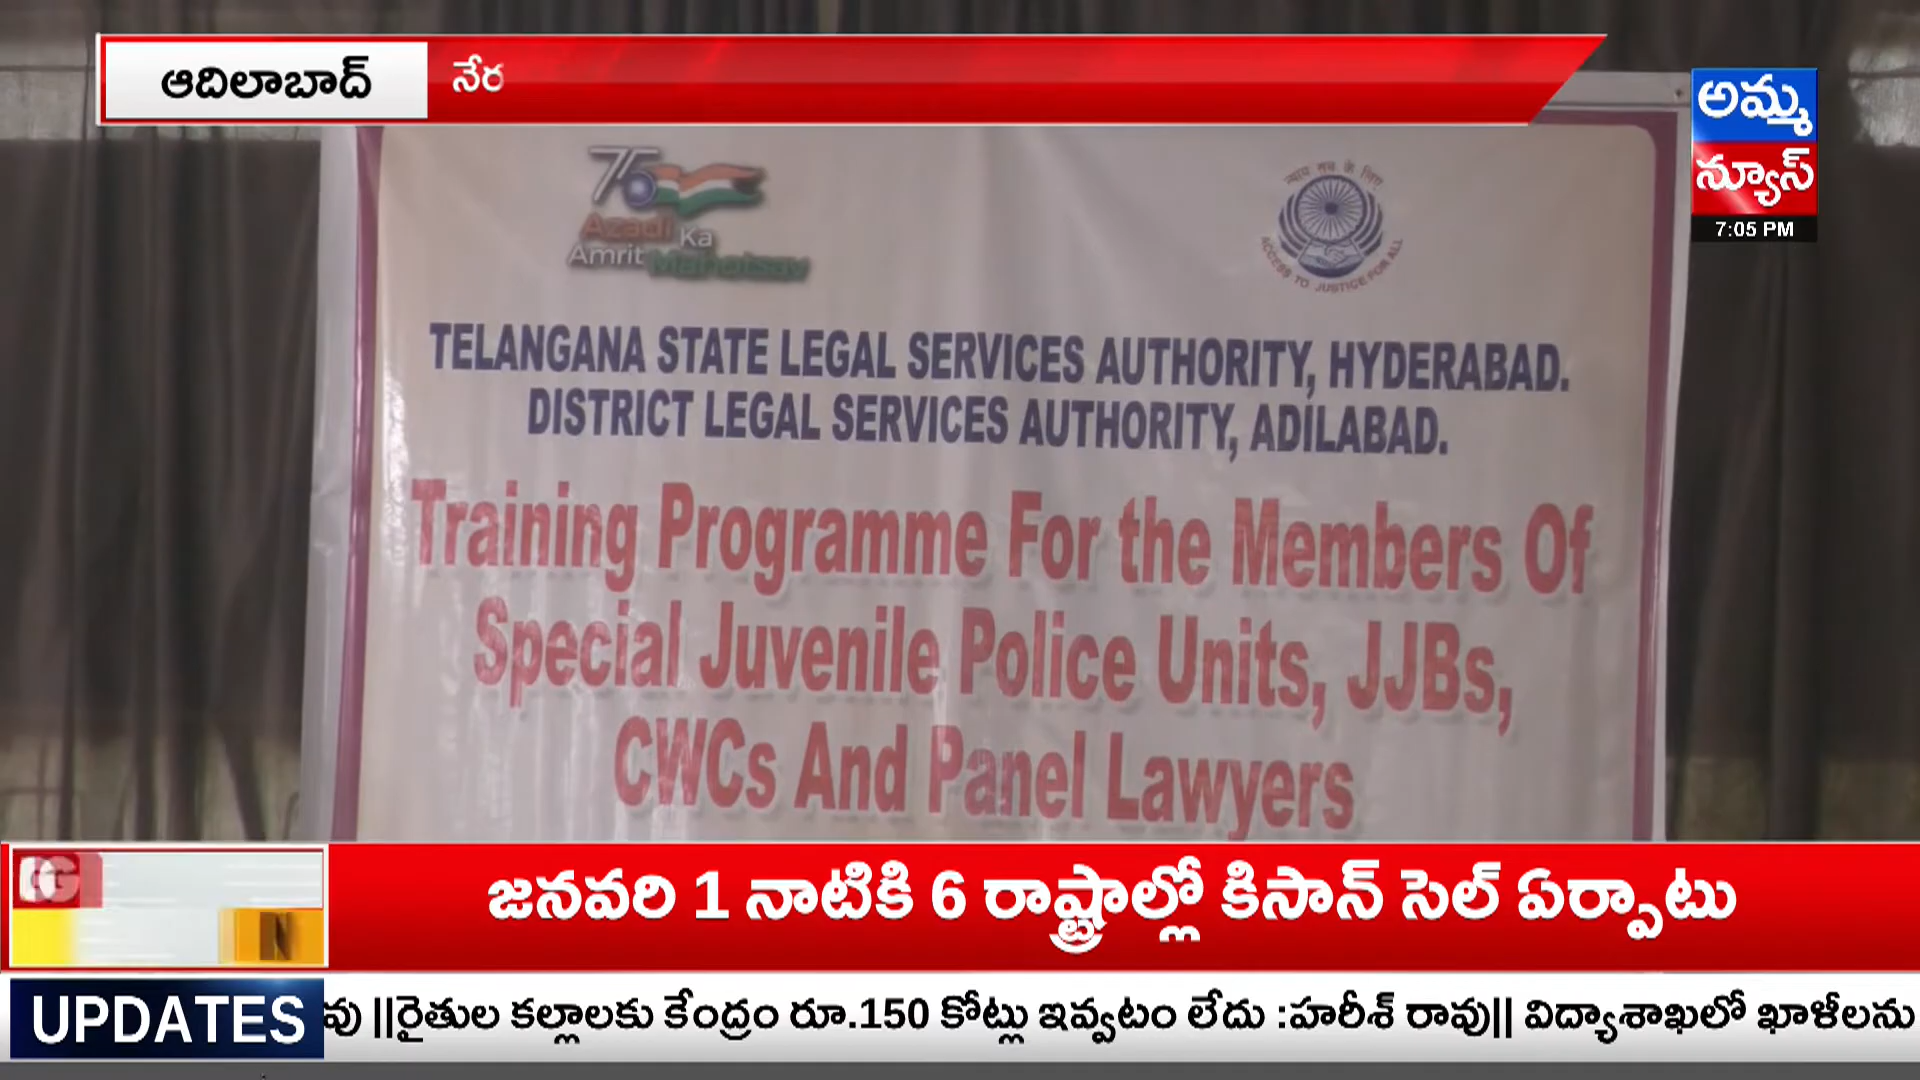 ఆదిలాబాద్
నేర
అమ్మ
న్యూస్
7:05 PM
75
Azadi Ka
Amrit Mahotsav
न्याय सब के लिए
ACCESS TO JUSTICE FOR ALL
TELANGANA STATE LEGAL SERVICES AUTHORITY, HYDERABAD.
DISTRICT LEGAL SERVICES AUTHORITY, ADILABAD.
Training Programme For the Members Of
Special Juvenile Police Units, JJBs,
CWCs And Panel Lawyers
జనవరి 1 నాటికి 6 రాష్ట్రాల్లో కిసాన్ సెల్ ఏర్పాటు
UPDATES
వు ||రైతుల కల్లాలకు కేంద్రం రూ.150 కోట్లు ఇవ్వటం లేదు :హరీశ్ రావు|| విద్యాశాఖలో ఖాళీలను